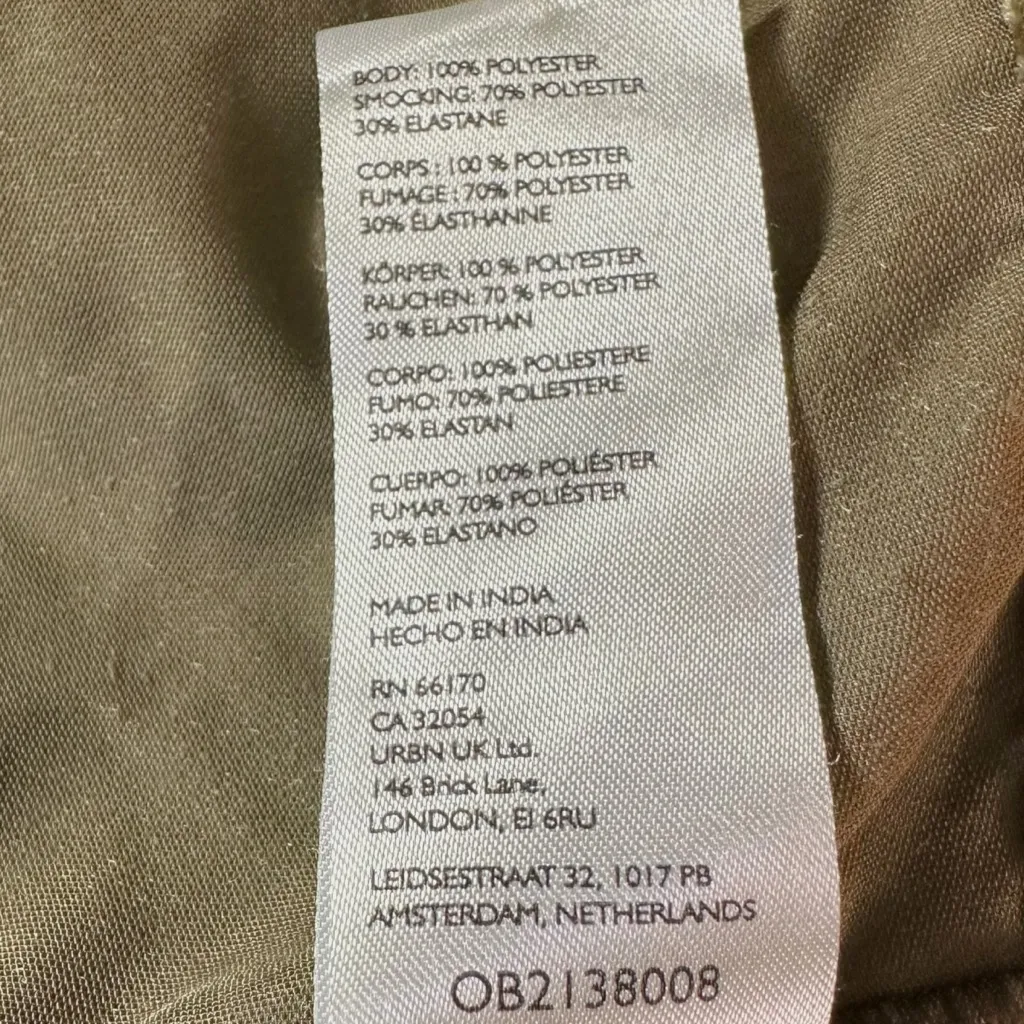 BODY: 100% POLYESTER
SMOCKING: 70% POLYESTER
30% ELASTANE
CORPS : 100 % POLYESTER
FUMAGE : 70% POLYESTER
30% ÉLASTHANNE
KÖRPER: 100 % POLYESTER
RAUCHEN: 70 % POLYESTER
30 % ELASTHAN
CORPO: 100% POLIESTERE
FUMO: 70% POLIESTERE
30% ELASTAN
CUERPO: 100% POLIÉSTER
FUMAR: 70% POLIÉSTER
30% ELASTANO
MADE IN INDIA
HECHO EN INDIA
RN 66170
CA 32054
URBN UK Ltd.
146 Brick Lane,
LONDON, E1 6RU
LEIDSESTRAAT 32, 1017 PB
AMSTERDAM, NETHERLANDS
OB2138008